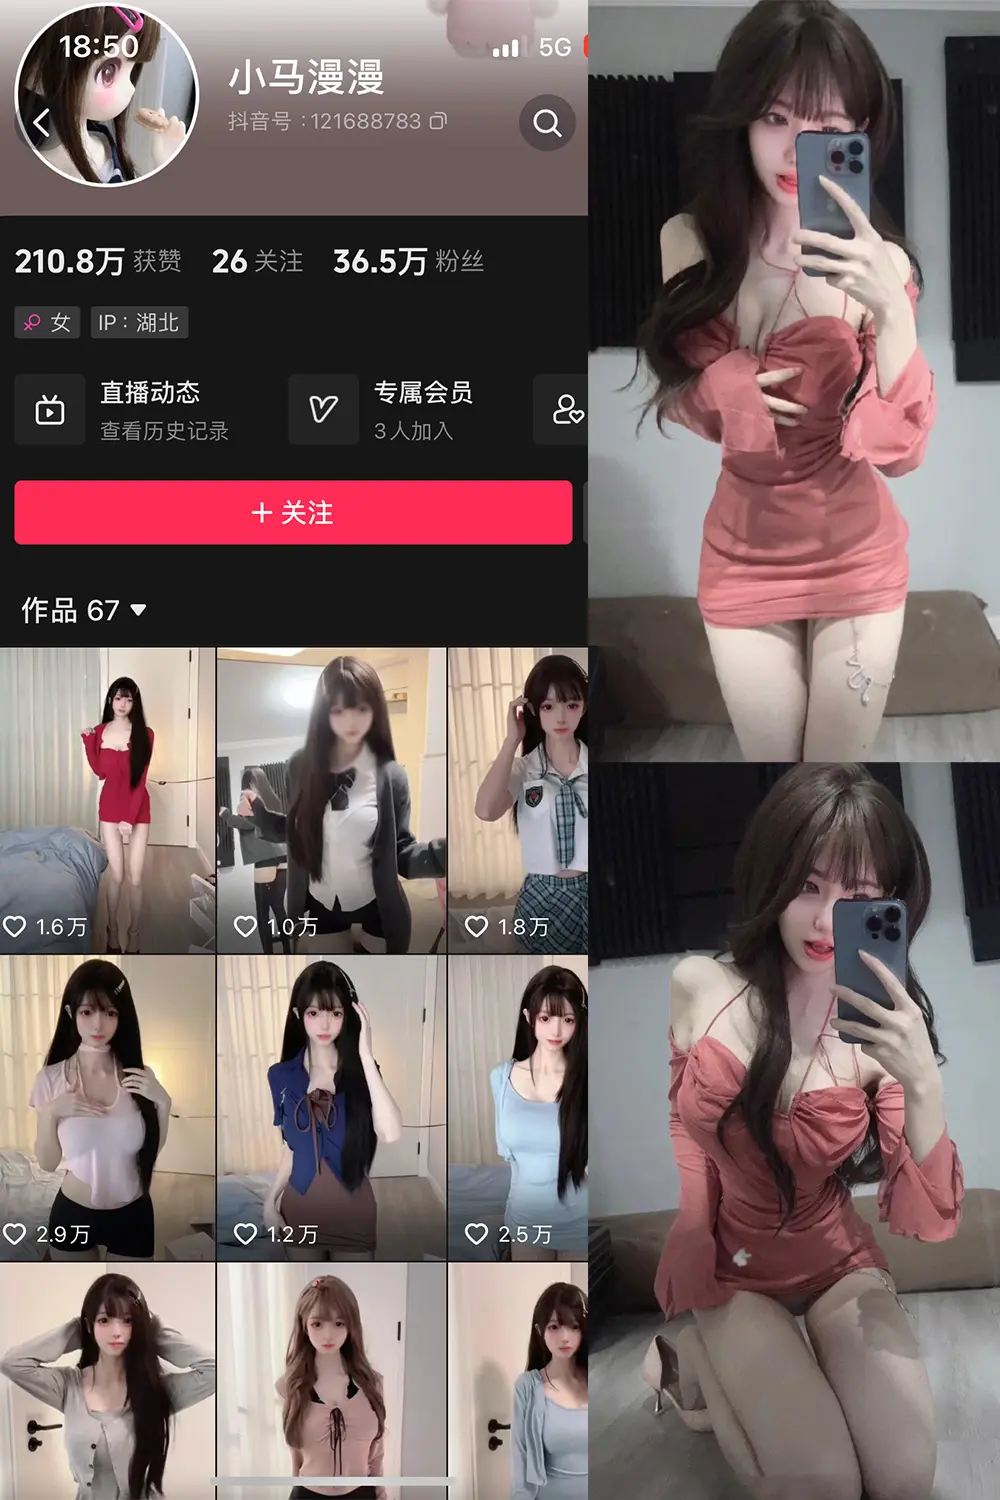 18:50
5G
小马漫漫
抖音号：121688783
210.8万 获赞 26 关注 36.5万 粉丝
女 IP：湖北
直播动态 专属会员
查看历史记录 3人加入
+ 关注
作品 67
1.6万 1.0万 1.8万
2.9万 1.2万 2.5万